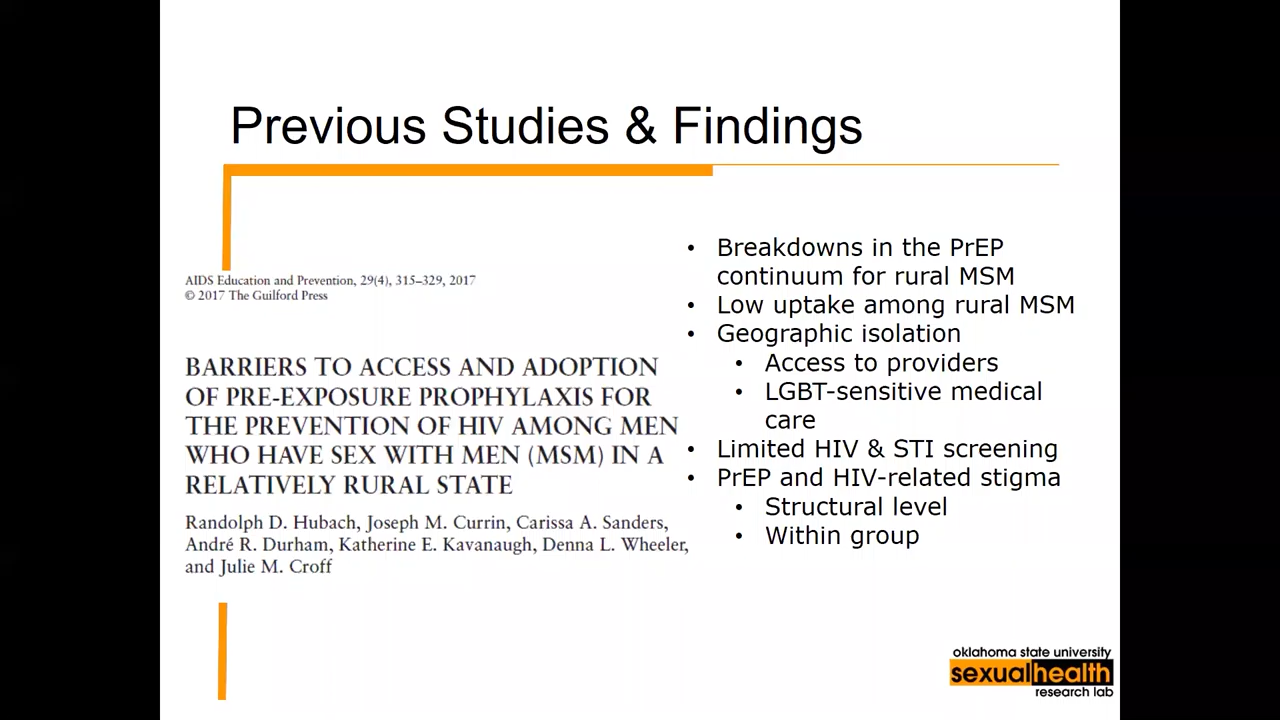 Previous Studies & Findings
AIDS Education and Prevention, 29(4), 315–329, 2017
© 2017 The Guilford Press
BARRIERS TO ACCESS AND ADOPTION
OF PRE-EXPOSURE PROPHYLAXIS FOR
THE PREVENTION OF HIV AMONG MEN
WHO HAVE SEX WITH MEN (MSM) IN A
RELATIVELY RURAL STATE
Randolph D. Hubach, Joseph M. Currin, Carissa A. Sanders,
André R. Durham, Katherine E. Kavanaugh, Denna L. Wheeler,
and Julie M. Croff
• Breakdowns in the PrEP
continuum for rural MSM
• Low uptake among rural MSM
• Geographic isolation
• Access to providers
• LGBT-sensitive medical
care
• Limited HIV & STI screening
• PrEP and HIV-related stigma
• Structural level
• Within group
oklahoma state university
sexualhealth
research lab